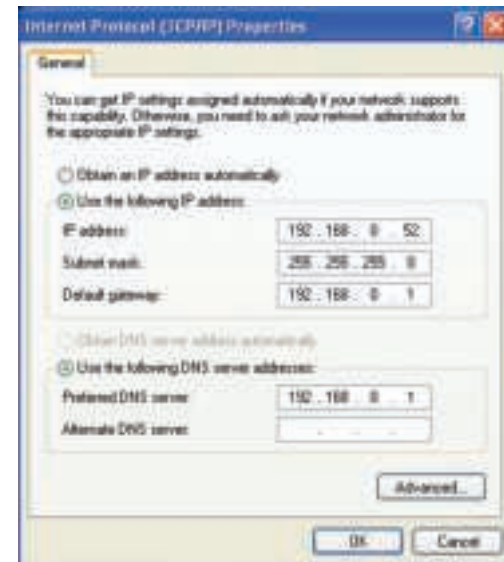 Internet Protocol (TCP/IP) Properties
General
You can get IP settings assigned automatically if your network supports
this capability. Otherwise, you need to ask your network administrator for
the appropriate IP settings.
Obtain an IP address automatically
Use the following IP address:
IP address: 192 . 168 . 0 . 52
Subnet mask: 255 . 255 . 255 . 0
Default gateway: 192 . 168 . 0 . 1
Obtain DNS server address automatically
Use the following DNS server addresses:
Preferred DNS server: 192 . 168 . 0 . 1
Alternate DNS server: . . .
Advanced...
OK Cancel